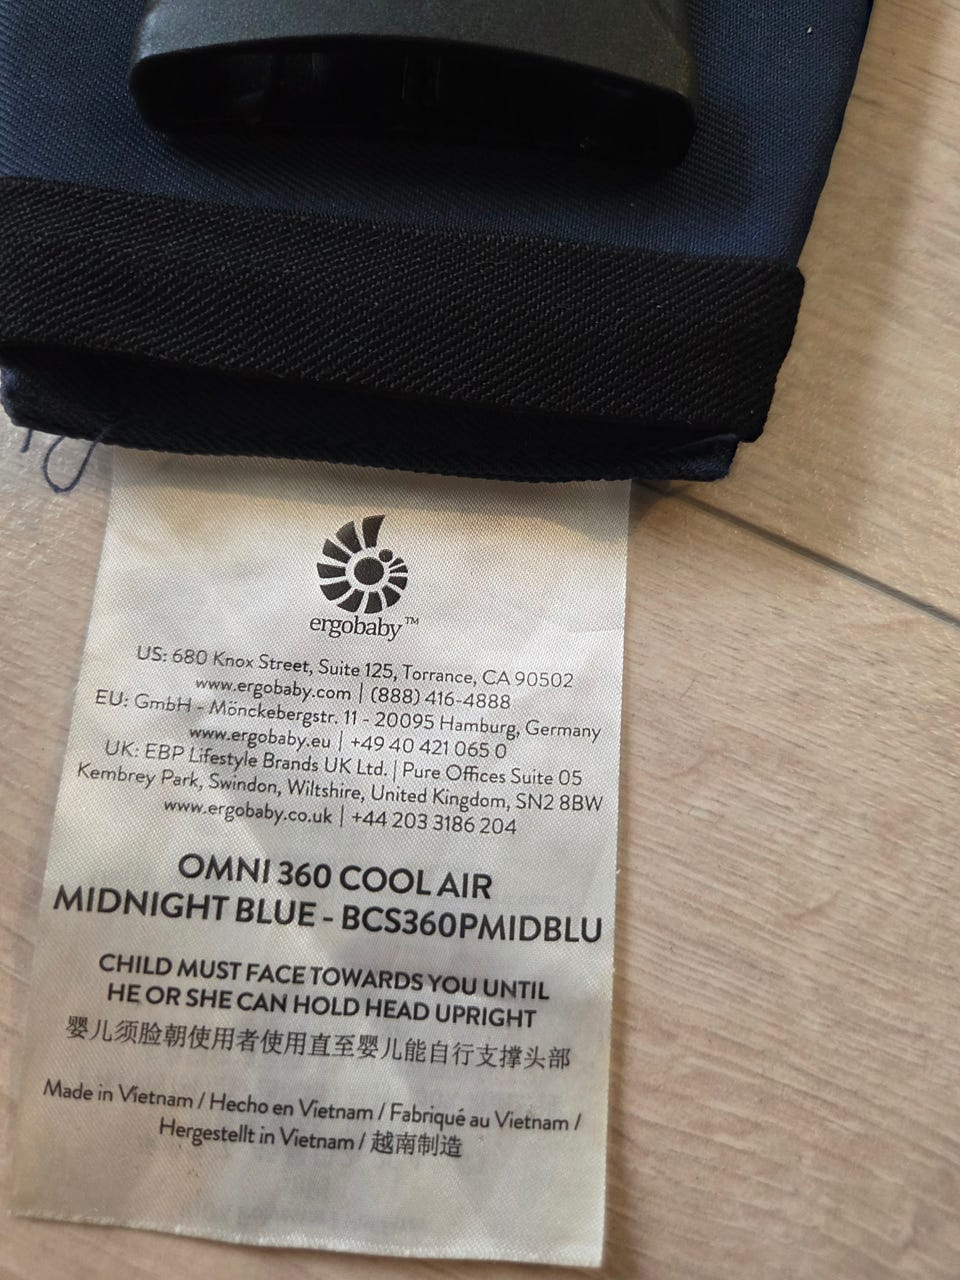 ergobaby™
US: 680 Knox Street, Suite 125, Torrance, CA 90502
www.ergobaby.com | (888) 416-4888
EU: GmbH - Mönckebergstr. 11 - 20095 Hamburg, Germany
www.ergobaby.eu | +49 40 421 065 0
UK: EBP Lifestyle Brands UK Ltd. | Pure Offices Suite 05
Kembrey Park, Swindon, Wiltshire, United Kingdom, SN2 8BW
www.ergobaby.co.uk | +44 203 3186 204
OMNI 360 COOL AIR
MIDNIGHT BLUE - BCS360PMIDBLU
CHILD MUST FACE TOWARDS YOU UNTIL
HE OR SHE CAN HOLD HEAD UPRIGHT
婴儿须脸朝使用者使用直至婴儿能自行支撑头部
Made in Vietnam / Hecho en Vietnam / Fabriqué au Vietnam /
Hergestellt in Vietnam / 越南制造